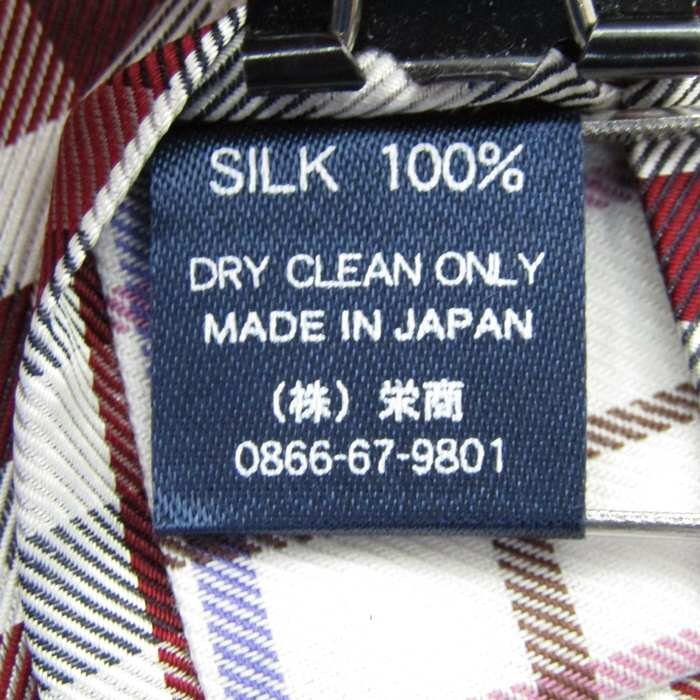 SILK 100%
DRY CLEAN ONLY
MADE IN JAPAN
（株）栄商
0866-67-9801